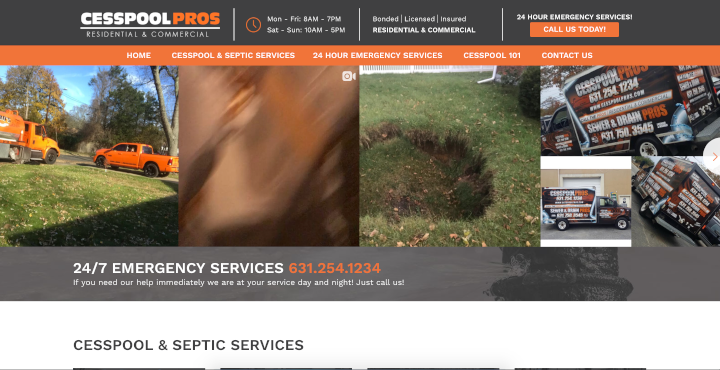 CESSPOOL PROS
RESIDENTIAL & COMMERCIAL
Mon - Fri: 8AM - 7PM
Sat - Sun: 10AM - 5PM
Bonded | Licensed | Insured
RESIDENTIAL & COMMERCIAL
24 HOUR EMERGENCY SERVICES!
CALL US TODAY!
HOME CESSPOOL & SEPTIC SERVICES 24 HOUR EMERGENCY SERVICES CESSPOOL 101 CONTACT US
CESSPOOL PROS
631.254.1234
WWW.CESSPOOLPROS.COM
SEWER & DRAIN PROS
631.750.3545
CESSPOOL PROS
631.254.1234
SEWER & DRAIN PROS
24/7 EMERGENCY SERVICES 631.254.1234
If you need our help immediately we are at your service day and night! Just call us!
CESSPOOL & SEPTIC SERVICES